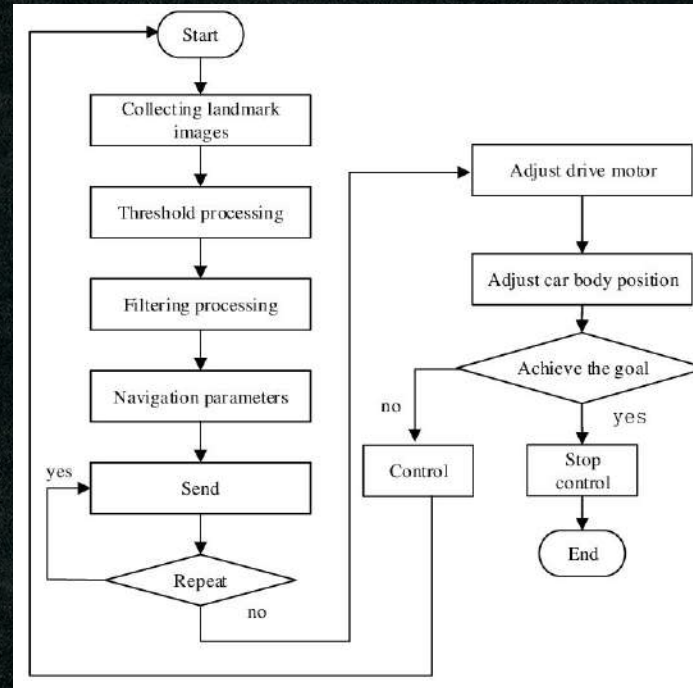 Start
Collecting landmark
images
Threshold processing
Filtering processing
Navigation parameters
yes
Send
Repeat
no
Adjust drive motor
Adjust car body position
Achieve the goal
no
yes
Control
Stop
control
End